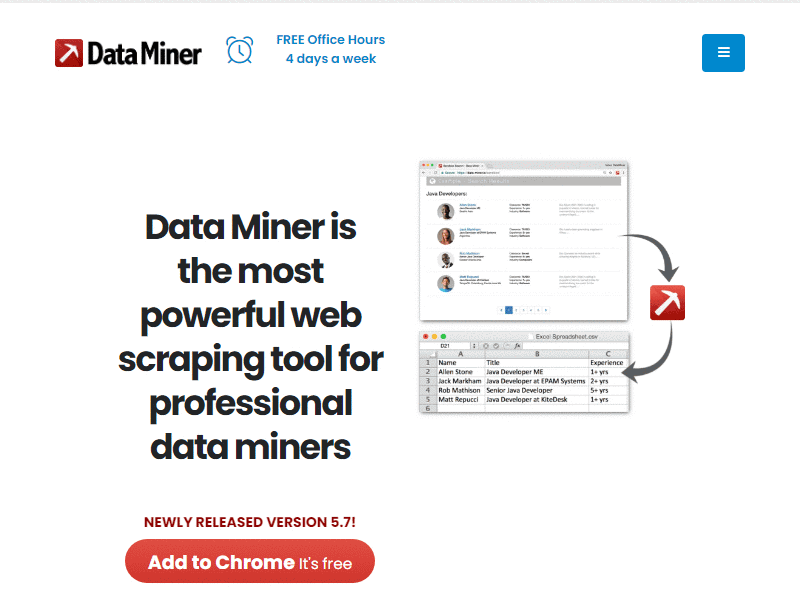 Data Miner
FREE Office Hours
4 days a week
Data Miner is
the most
powerful web
scraping tool for
professional
data miners
NEWLY RELEASED VERSION 5.7!
Add to Chrome It's free
Java Developers:
Excel Spreadsheet.csv
D21 fx
A B C
1 Name Title Experience
2 Allen Stone Java Developer ME 1+ yrs
3 Jack Markham Java Developer at EPAM Systems 2+ yrs
4 Rob Mathison Senior Java Developer 5+ yrs
5 Matt Repucci Java Developer at KiteDesk 1+ yrs
6